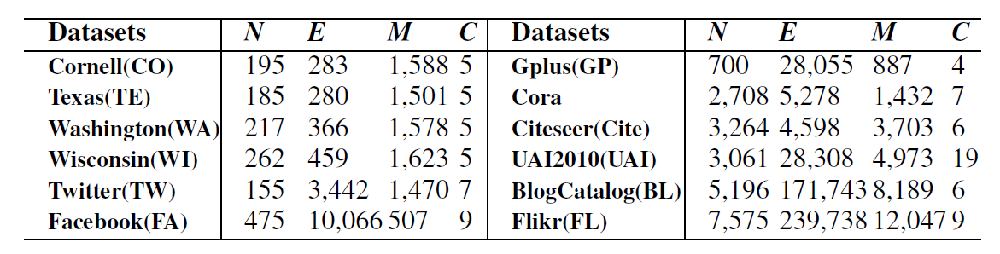 Datasets N E M C Datasets N E M C
Cornell(CO) 195 283 1,588 5 Gplus(GP) 700 28,055 887 4
Texas(TE) 185 280 1,501 5 Cora 2,708 5,278 1,432 7
Washington(WA) 217 366 1,578 5 Citeseer(Cite) 3,264 4,598 3,703 6
Wisconsin(WI) 262 459 1,623 5 UAI2010(UAI) 3,061 28,308 4,973 19
Twitter(TW) 155 3,442 1,470 7 BlogCatalog(BL) 5,196 171,743 8,189 6
Facebook(FA) 475 10,066 507 9 Flikr(FL) 7,575 239,738 12,047 9